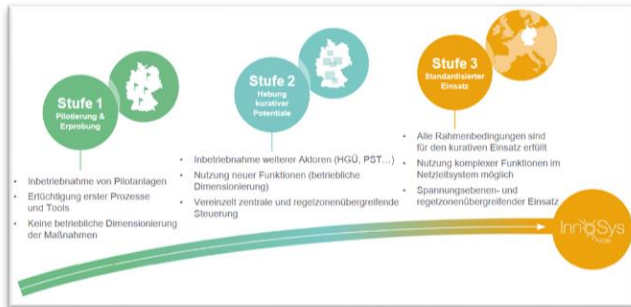 Stufe 1
Pilotierung &
Erprobung
Inbetriebnahme von Pilotanlagen
Ertüchtigung erster Prozesse
und Tools
Keine betriebliche Dimensionierung
der Maßnahmen
Stufe 2
Hebung
kurativer
Potentiale
Inbetriebnahme weiterer Aktoren (HGÜ, PST…)
Nutzung neuer Funktionen (betriebliche
Dimensionierung)
Vereinzelt zentrale und regelzonenübergreifende
Steuerung
Stufe 3
Standardisierter
Einsatz
Alle Rahmenbedingungen sind
für den kurativen Einsatz erfüllt
Nutzung komplexer Funktionen im
Netzleitsystem möglich
Spannungsebenen- und
regelzonenübergreifender Einsatz
InnoSys